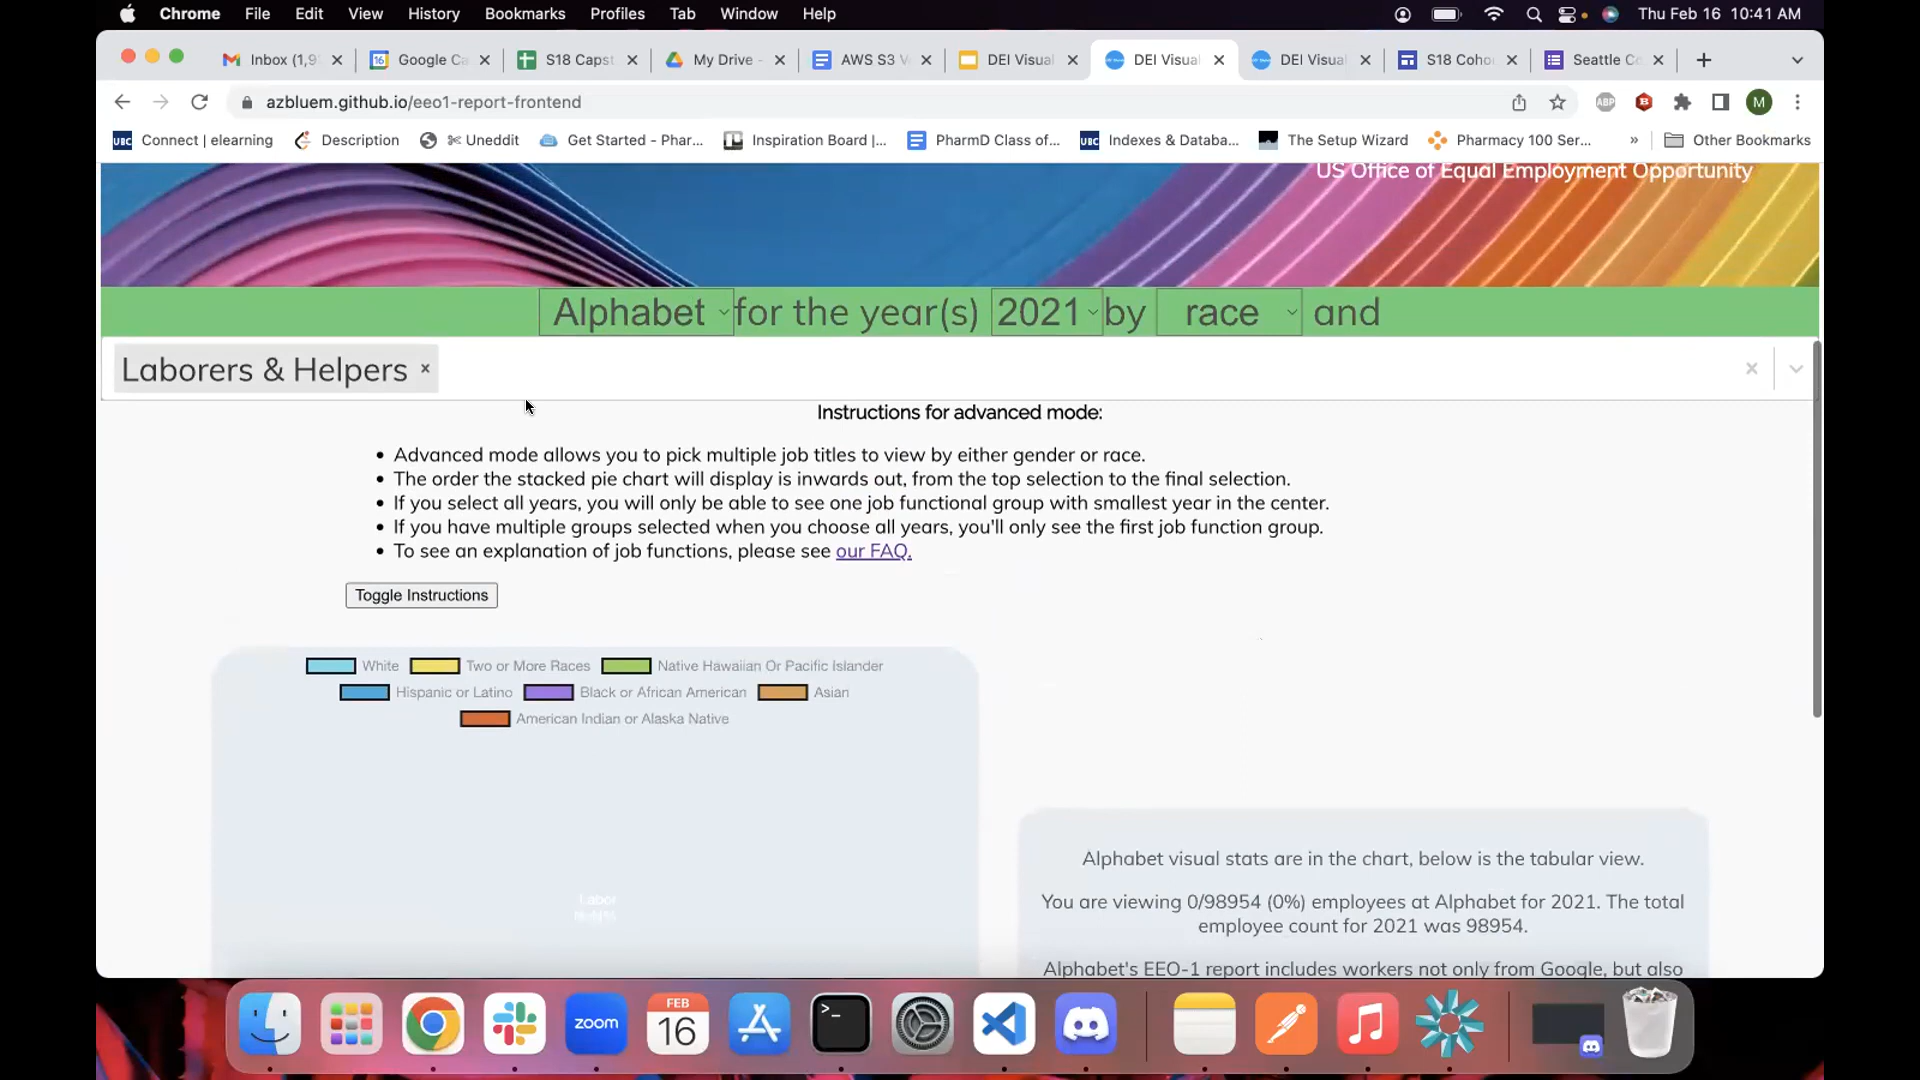 Chrome File Edit View History Bookmarks Profiles Tab Window Help Thu Feb 16 10:41 AM
Inbox (1,9 Google Ca S18 Capst My Drive - AWS S3 V DEI Visual DEI Visual DEI Visual S18 Coho Seattle Co
azbluem.github.io/eeo1-report-frontend ABP M
UBC Connect | elearning Description Uneddit Get Started - Phar... Inspiration Board |... PharmD Class of... UBC Indexes & Databa... The Setup Wizard Pharmacy 100 Ser... » Other Bookmarks
US Office of Equal Employment Opportunity
Alphabet for the year(s) 2021 by race and
Laborers & Helpers
Instructions for advanced mode:
• Advanced mode allows you to pick multiple job titles to view by either gender or race.
• The order the stacked pie chart will display is inwards out, from the top selection to the final selection.
• If you select all years, you will only be able to see one job functional group with smallest year in the center.
• If you have multiple groups selected when you choose all years, you'll only see the first job function group.
• To see an explanation of job functions, please see our FAQ.
Toggle Instructions
White Two or More Races Native Hawaiian Or Pacific Islander
Hispanic or Latino Black or African American Asian
American Indian or Alaska Native
Labor
Alphabet visual stats are in the chart, below is the tabular view.
You are viewing 0/98954 (0%) employees at Alphabet for 2021. The total
employee count for 2021 was 98954.
Alphabet's EEO-1 report includes workers not only from Google, but also
zoom
FEB
16